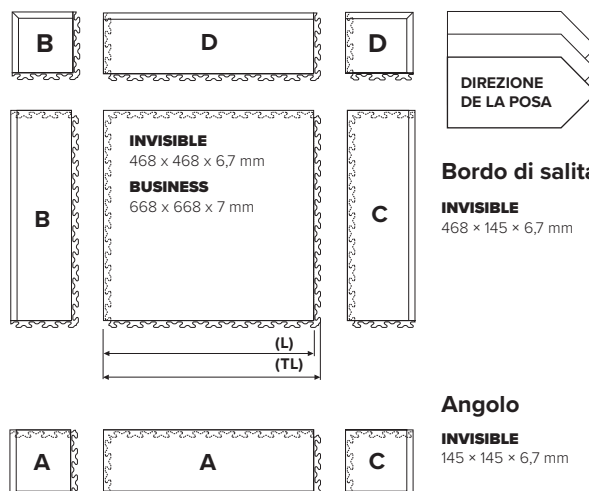 B
D
D
DIREZIONE
DE LA POSA
INVISIBLE
468 x 468 x 6,7 mm
BUSINESS
668 x 668 x 7 mm
B
C
Bordo di salita
INVISIBLE
468 × 145 × 6,7 mm
(L)
(TL)
Angolo
INVISIBLE
145 × 145 × 6,7 mm
A
A
C